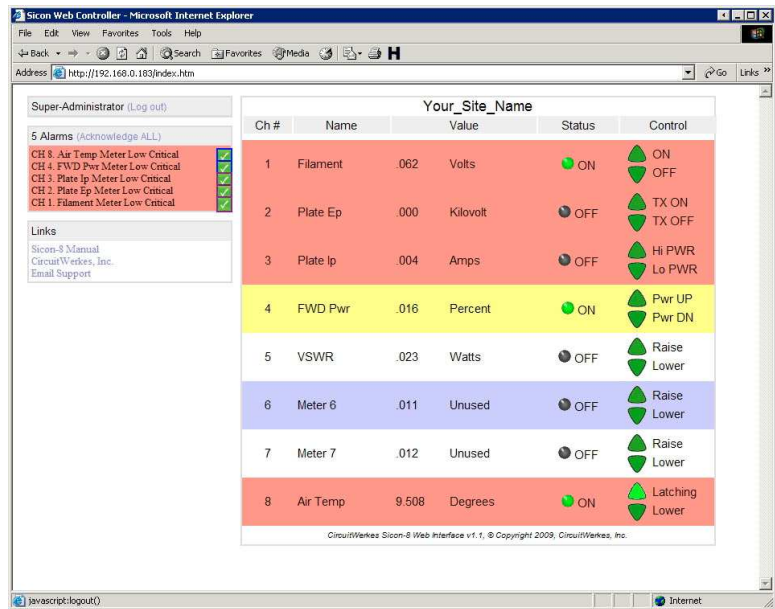 Sicon Web Controller - Microsoft Internet Explorer
File Edit View Favorites Tools Help
Back Search Favorites Media
Address http://192.168.0.183/index.htm Go Links »
Super-Administrator (Log out)
5 Alarms (Acknowledge ALL)
CH 8. Air Temp Meter Low Critical
CH 4. FWD Pwr Meter Low Critical
CH 3. Plate Ip Meter Low Critical
CH 2. Plate Ep Meter Low Critical
CH 1. Filament Meter Low Critical
Links
Sicon-8 Manual
CircuitWerkes, Inc.
Email Support
Your_Site_Name
Ch # Name Value Status Control
1 Filament .062 Volts ON ON
OFF
2 Plate Ep .000 Kilovolt OFF TX ON
TX OFF
3 Plate Ip .004 Amps OFF Hi PWR
Lo PWR
4 FWD Pwr .016 Percent ON Pwr UP
Pwr DN
5 VSWR .023 Watts OFF Raise
Lower
6 Meter 6 .011 Unused OFF Raise
Lower
7 Meter 7 .012 Unused OFF Raise
Lower
8 Air Temp 9.508 Degrees ON Latching
Lower
CircuitWerkes Sicon-8 Web Interface v1.1, © Copyright 2009, CircuitWerkes, Inc.
javascript:logout() Internet